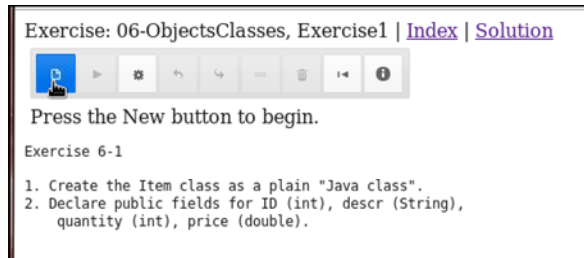 Exercise: 06-ObjectsClasses, Exercise1 | Index | Solution
Press the New button to begin.
Exercise 6-1
1. Create the Item class as a plain "Java class".
2. Declare public fields for ID (int), descr (String),
quantity (int), price (double).